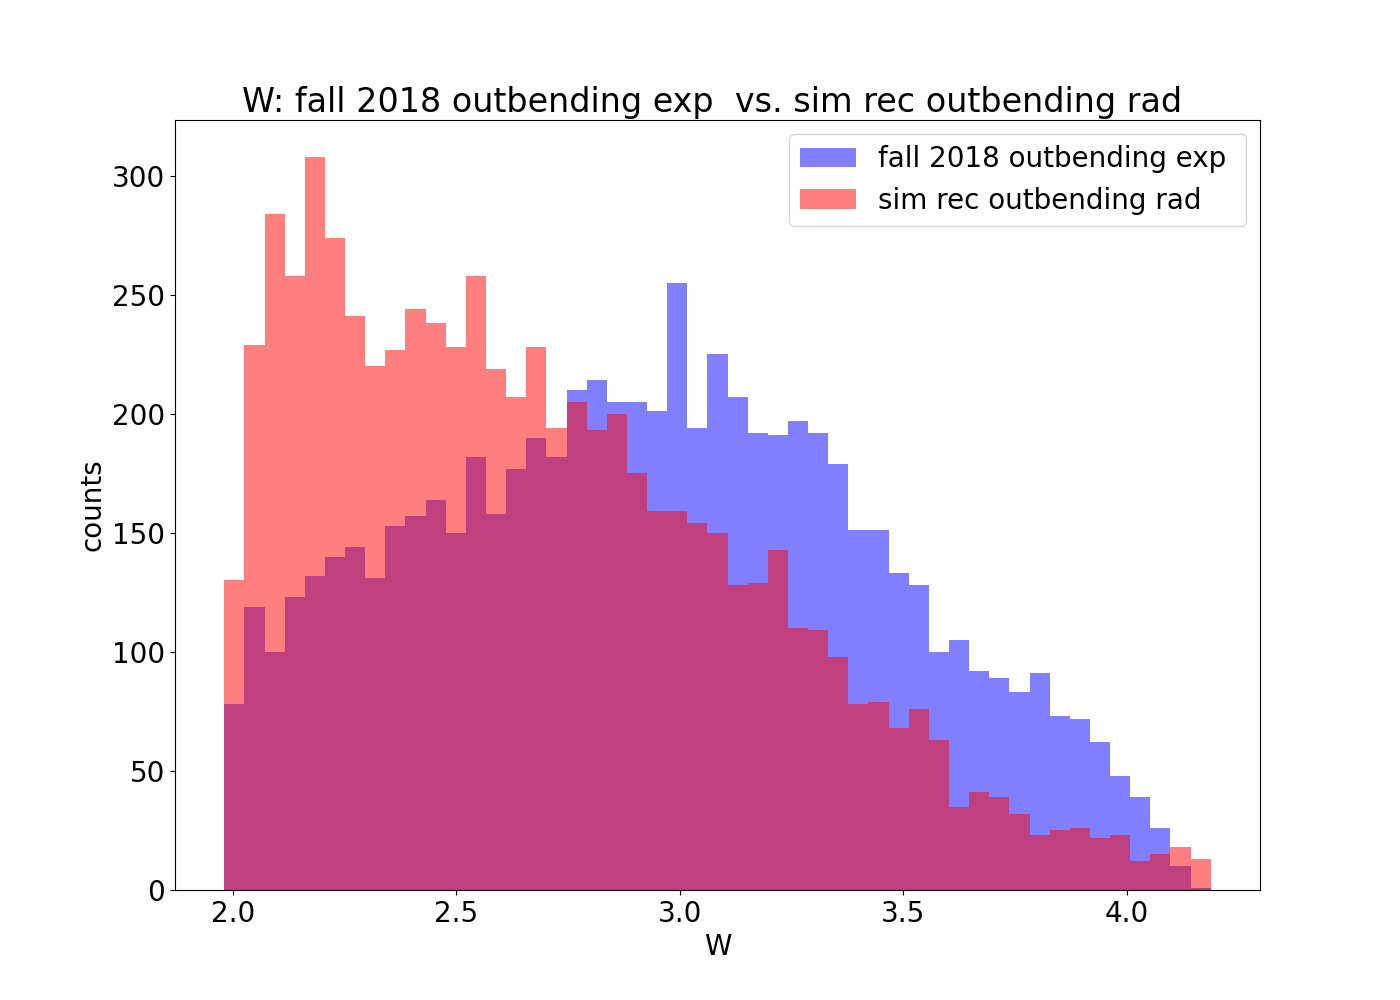 W: fall 2018 outbending exp  vs. sim rec outbending rad
fall 2018 outbending exp
sim rec outbending rad
300
250
200
150
100
50
0
counts
2.0 2.5 3.0 3.5 4.0
W